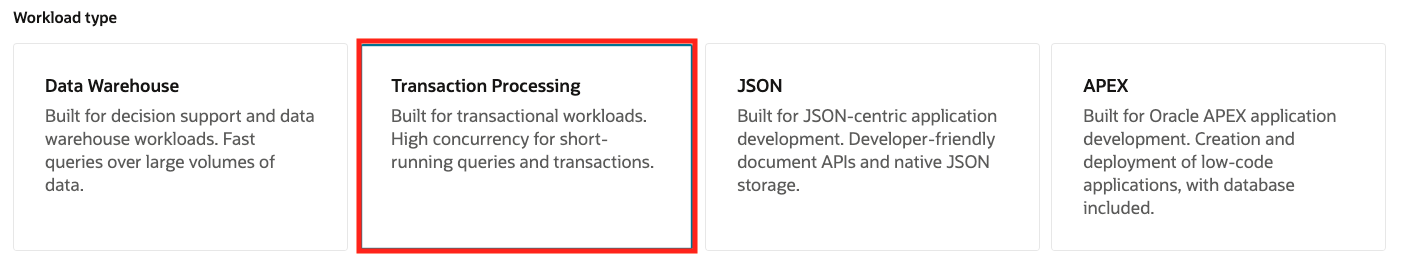 Workload type
Data Warehouse
Built for decision support and data
warehouse workloads. Fast
queries over large volumes of
data.
Transaction Processing
Built for transactional workloads.
High concurrency for short-
running queries and transactions.
JSON
Built for JSON-centric application
development. Developer-friendly
document APIs and native JSON
storage.
APEX
Built for Oracle APEX application
development. Creation and
deployment of low-code
applications, with database
included.